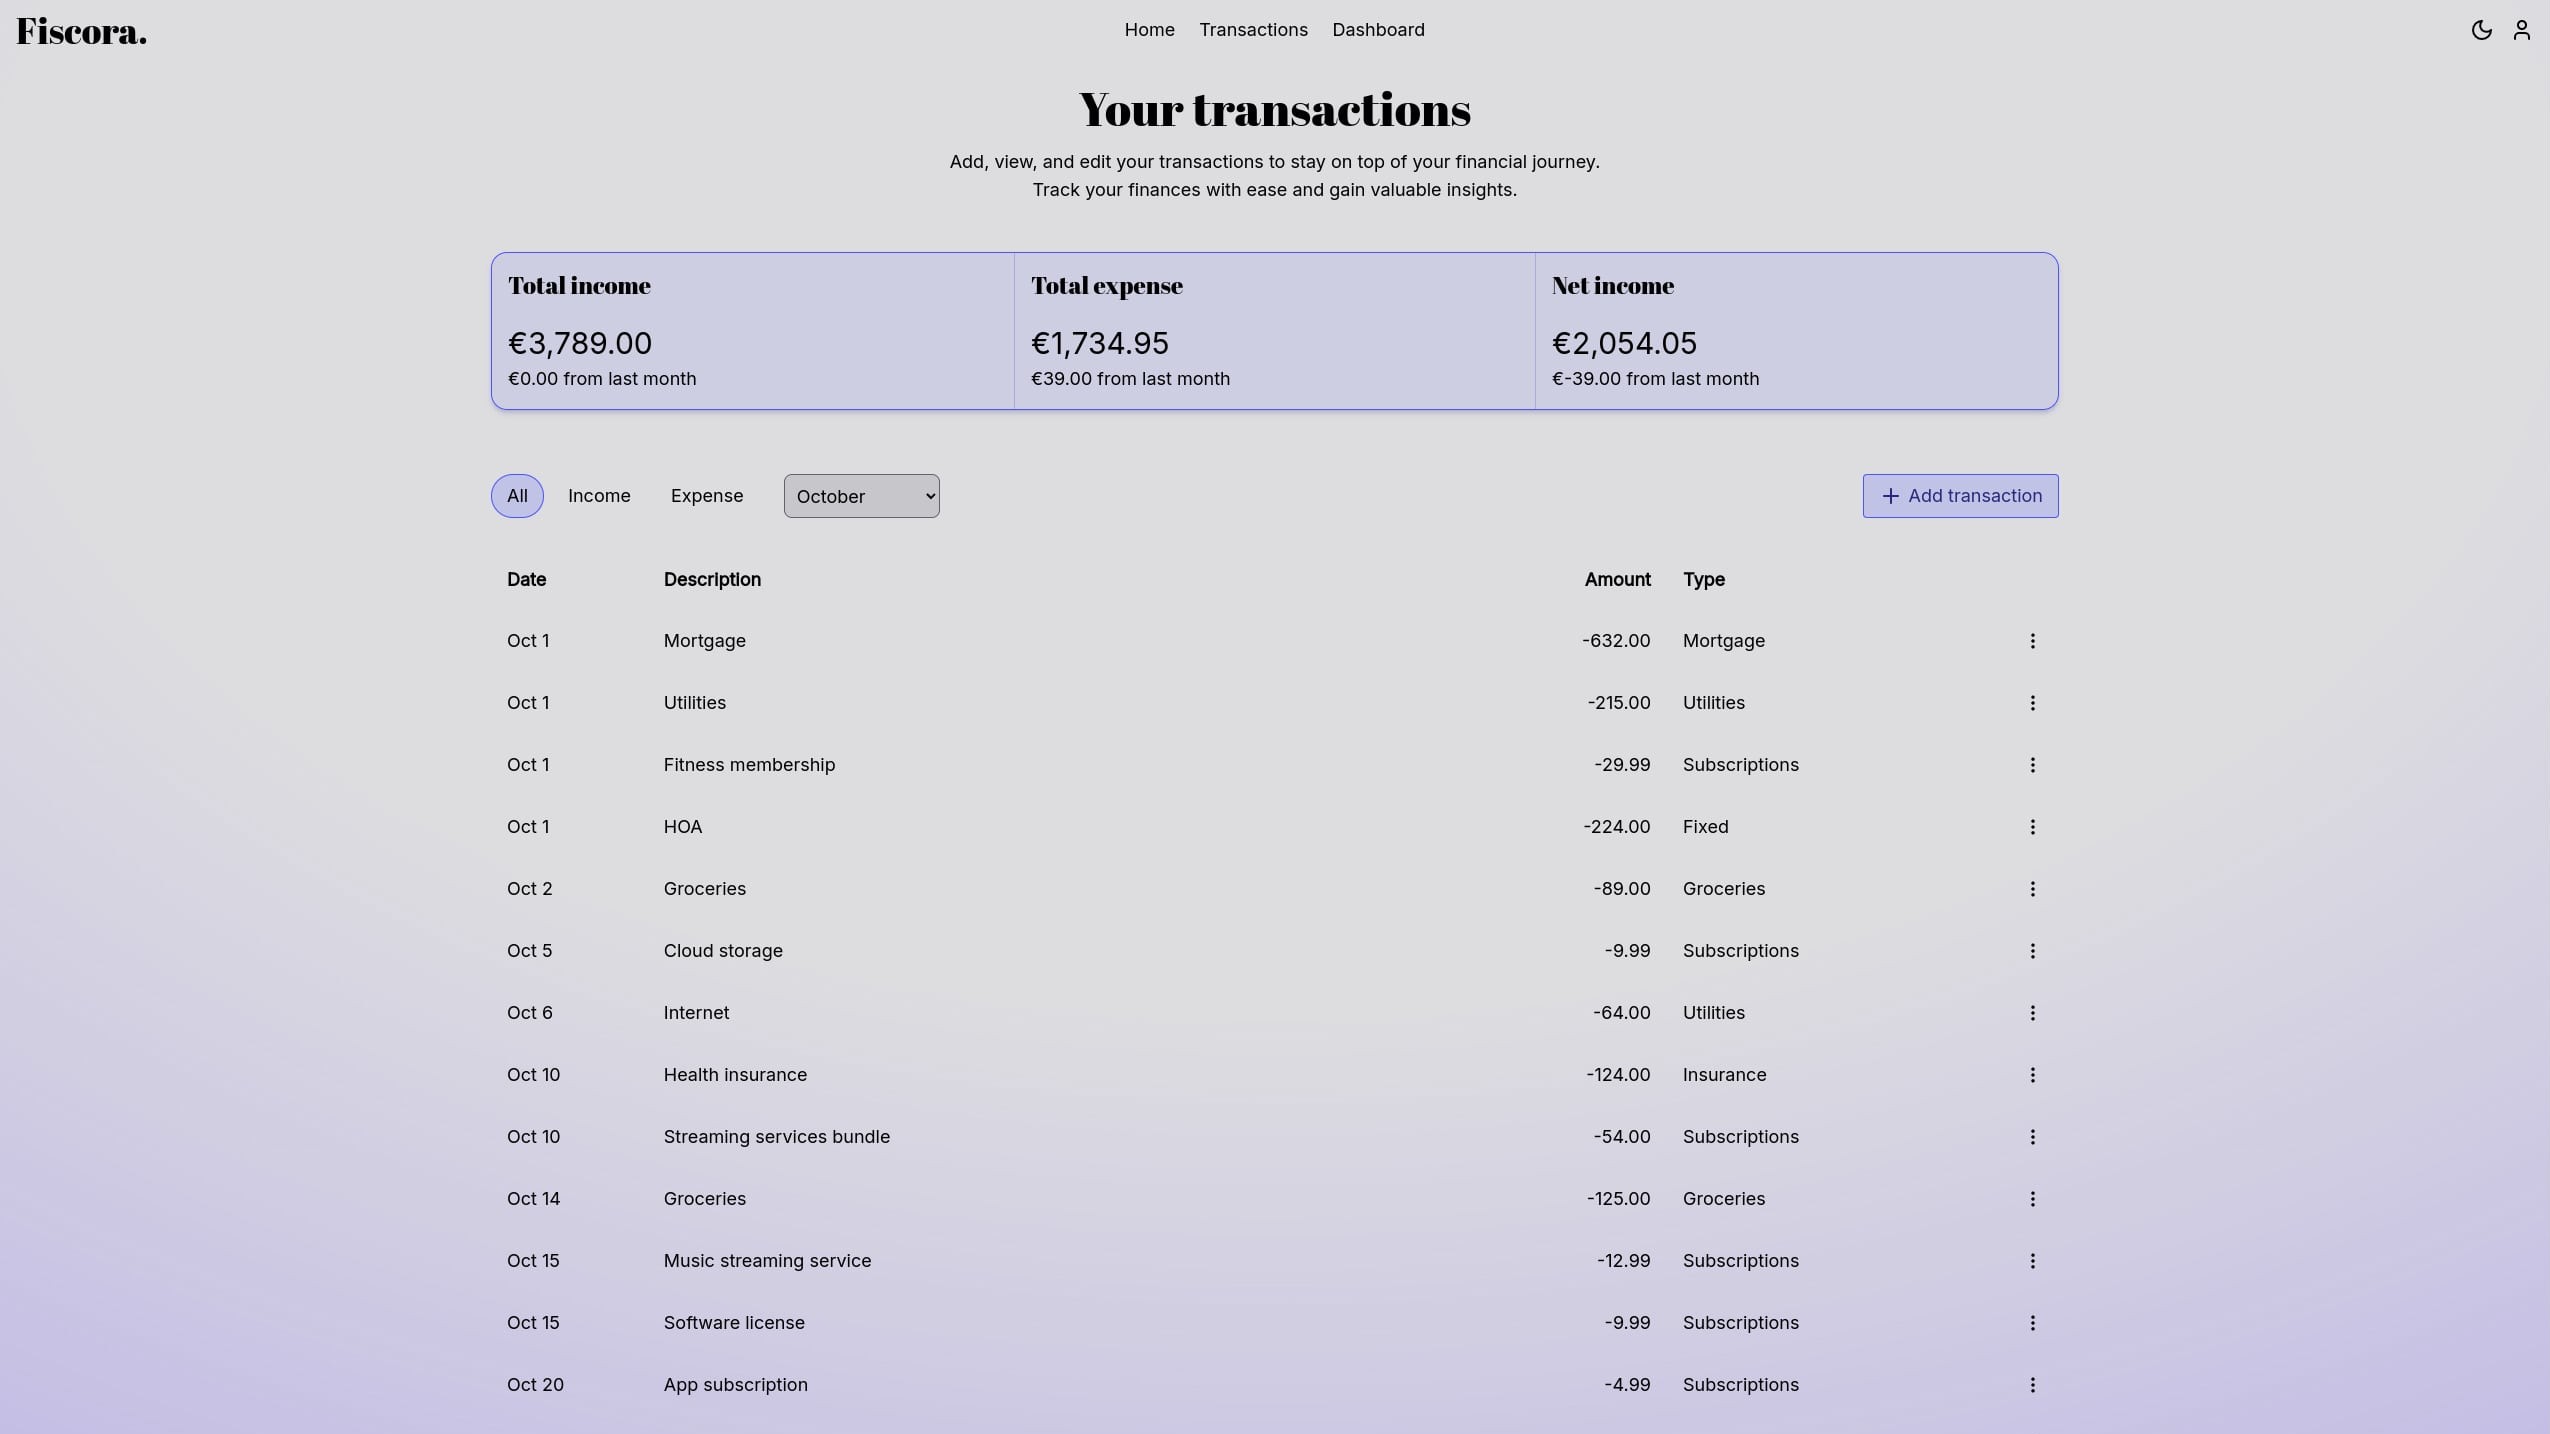 Fiscora.
Home Transactions Dashboard
Your transactions
Add, view, and edit your transactions to stay on top of your financial journey.
Track your finances with ease and gain valuable insights.
Total income Total expense Net income
€3,789.00 €1,734.95 €2,054.05
€0.00 from last month €39.00 from last month €-39.00 from last month
All Income Expense October Add transaction
Date Description Amount Type
Oct 1 Mortgage -632.00 Mortgage
Oct 1 Utilities -215.00 Utilities
Oct 1 Fitness membership -29.99 Subscriptions
Oct 1 HOA -224.00 Fixed
Oct 2 Groceries -89.00 Groceries
Oct 5 Cloud storage -9.99 Subscriptions
Oct 6 Internet -64.00 Utilities
Oct 10 Health insurance -124.00 Insurance
Oct 10 Streaming services bundle -54.00 Subscriptions
Oct 14 Groceries -125.00 Groceries
Oct 15 Music streaming service -12.99 Subscriptions
Oct 15 Software license -9.99 Subscriptions
Oct 20 App subscription -4.99 Subscriptions